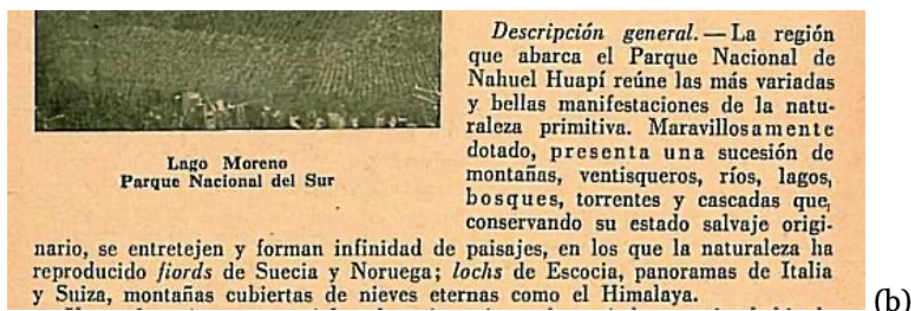 Descripción general. — La región
que abarca el Parque Nacional de
Nahuel Huapí reúne las más variadas
y bellas manifestaciones de la natu-
raleza primitiva. Maravillosamente
dotado, presenta una sucesión de
montañas, ventisqueros, ríos, lagos,
bosques, torrentes y cascadas que,
conservando su estado salvaje origi-
nario, se entretejen y forman infinidad de paisajes, en los que la naturaleza ha
reproducido fiords de Suecia y Noruega; lochs de Escocia, panoramas de Italia
y Suiza, montañas cubiertas de nieves eternas como el Himalaya.
Lago Moreno
Parque Nacional del Sur
(b)